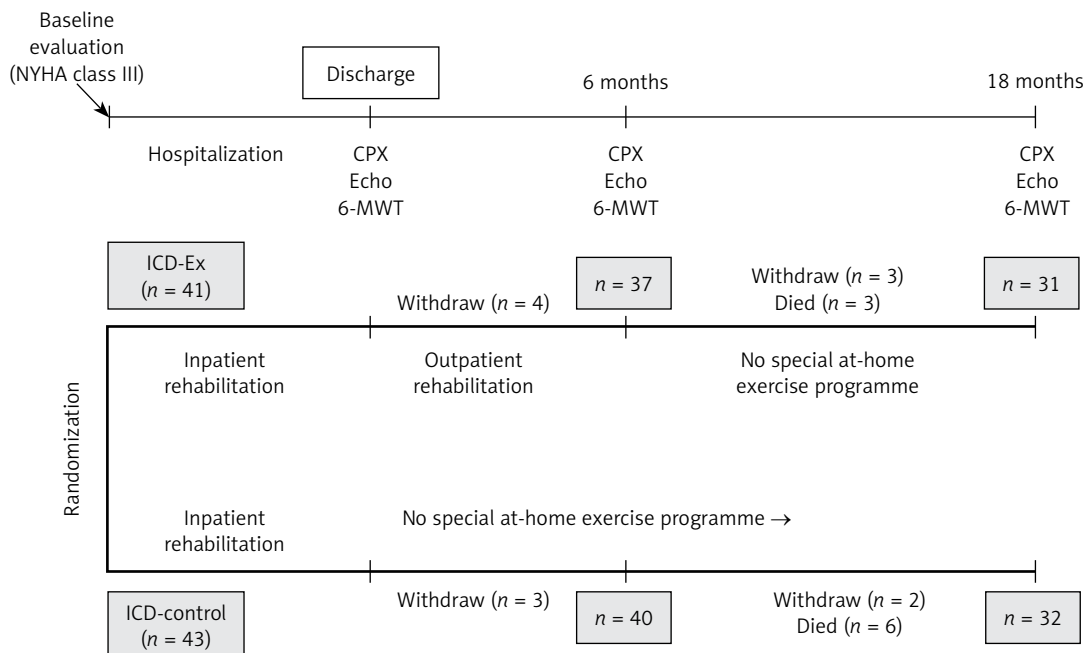 Baseline
evaluation
(NYHA class III)
Discharge
6 months
18 months
Hospitalization
CPX
Echo
6-MWT
CPX
Echo
6-MWT
CPX
Echo
6-MWT
ICD-Ex
(n = 41)
Withdraw (n = 4)
n = 37
Withdraw (n = 3)
Died (n = 3)
n = 31
Inpatient
rehabilitation
Outpatient
rehabilitation
No special at-home
exercise programme
Randomization
Inpatient
rehabilitation
No special at-home exercise programme →
ICD-control
(n = 43)
Withdraw (n = 3)
n = 40
Withdraw (n = 2)
Died (n = 6)
n = 32